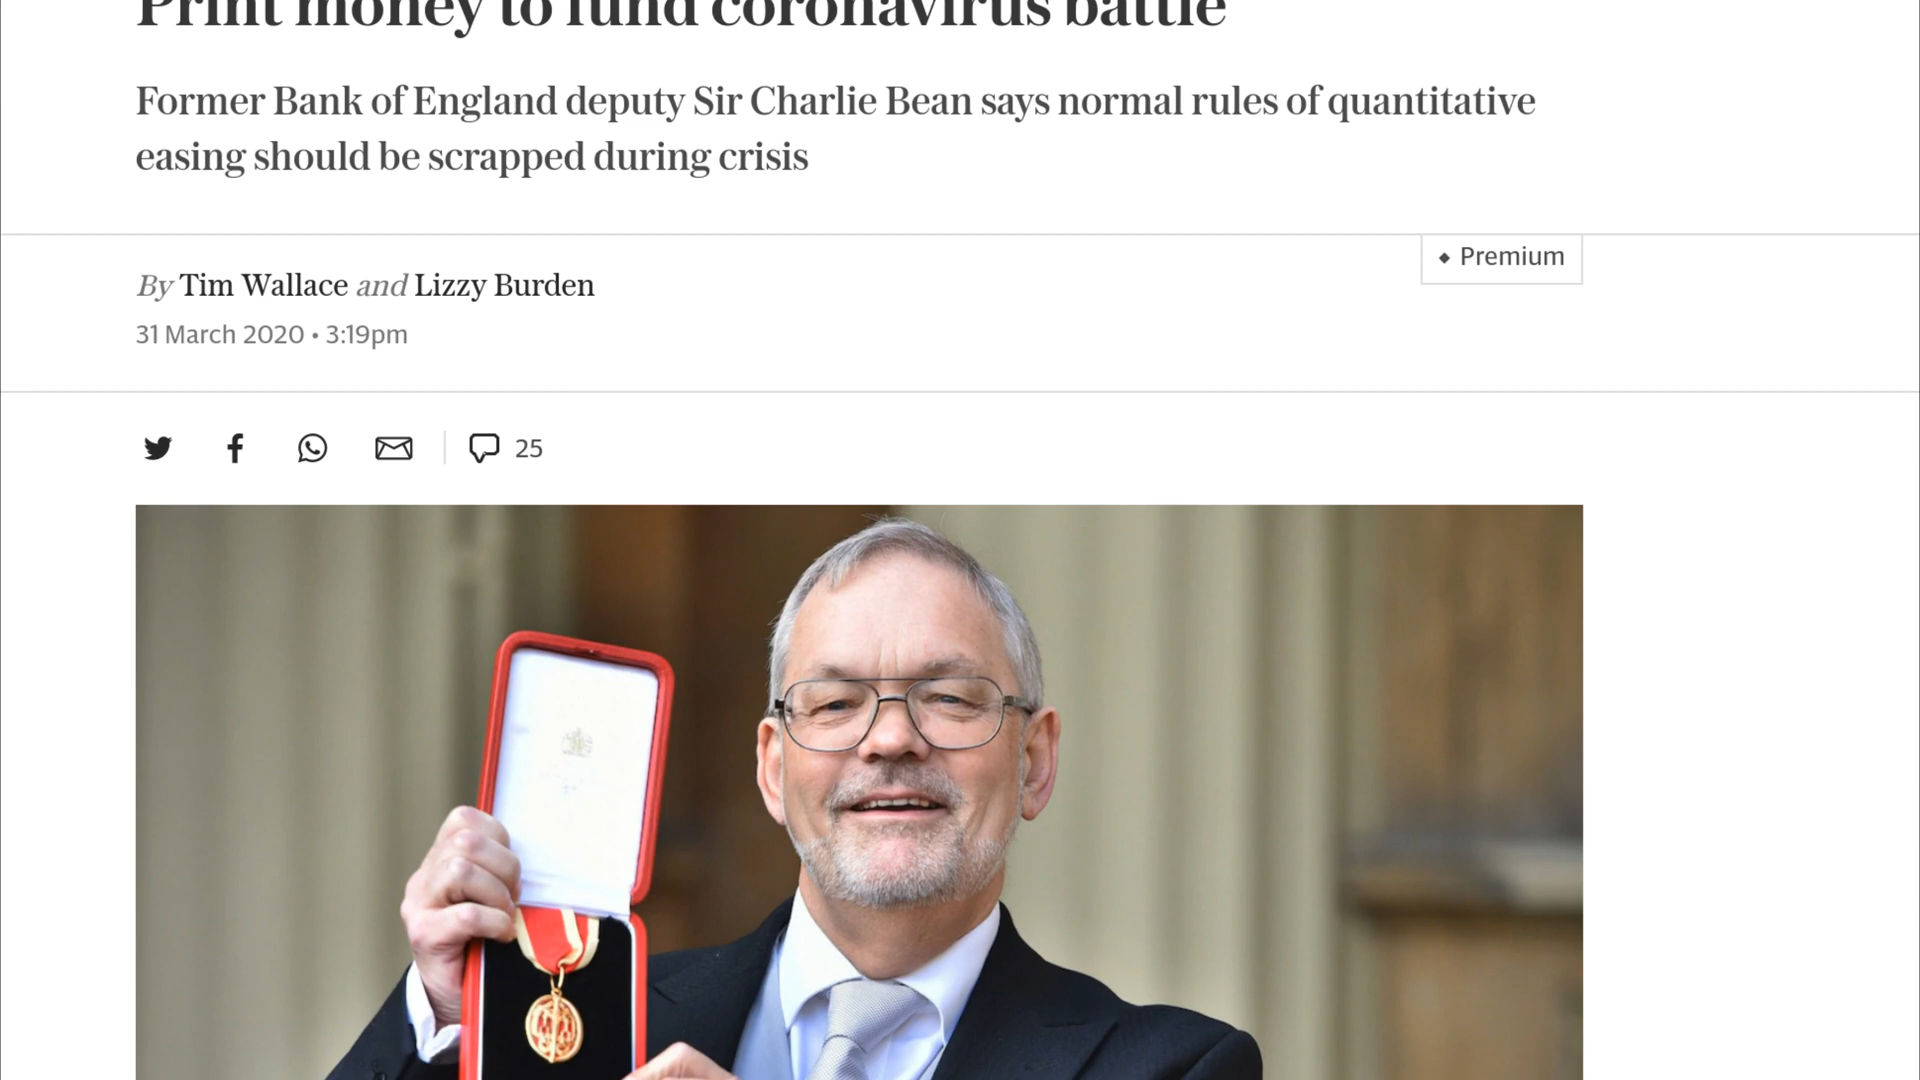 Print money to fund coronavirus battle
Former Bank of England deputy Sir Charlie Bean says normal rules of quantitative
easing should be scrapped during crisis
Premium
By Tim Wallace and Lizzy Burden
31 March 2020 • 3:19pm
25